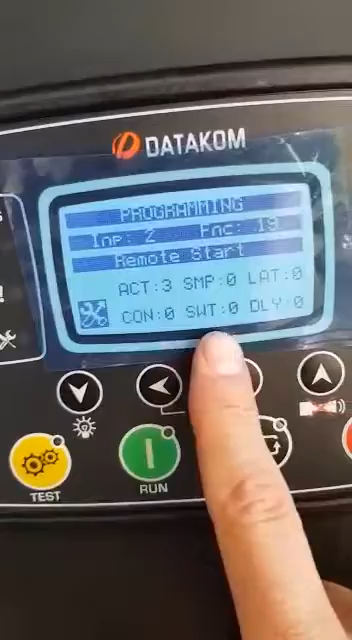 DATAKOM
PROGRAMMING
Inp: 2 Fnc: 19
Remote Start
ACT:3 SMP:0 LAT:0
CON:0 SWT:0 DLY:0
TEST
RUN